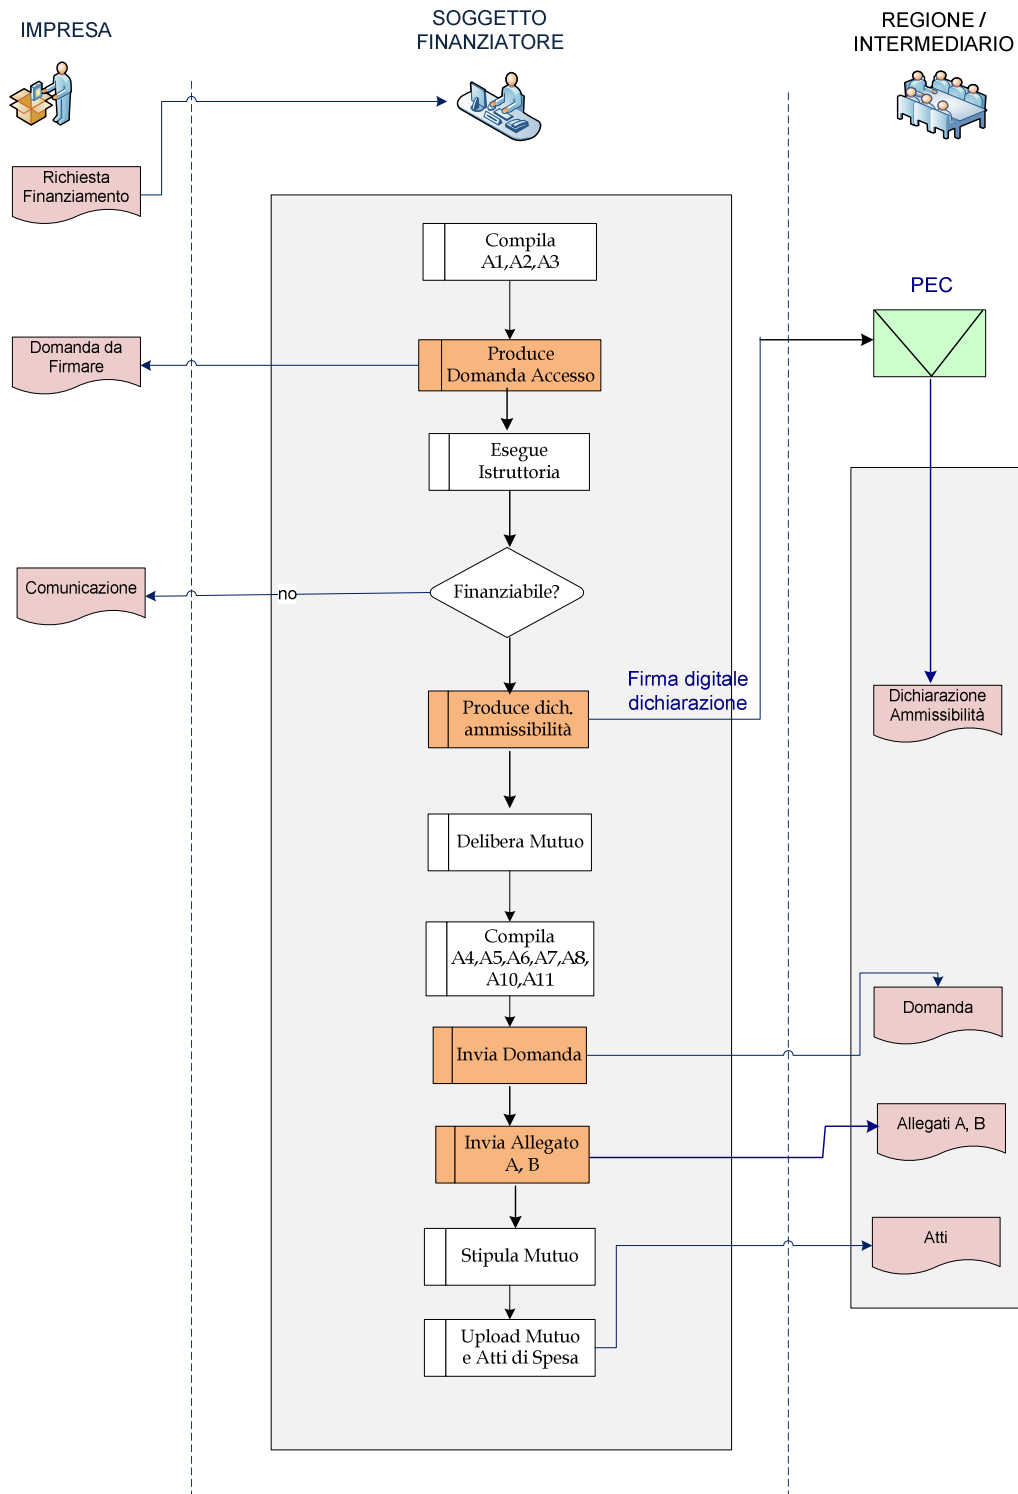 IMPRESA
SOGGETTO
FINANZIATORE
REGIONE /
INTERMEDIARIO
Richiesta
Finanziamento
Compila
A1,A2,A3
PEC
Domanda da
Firmare
Produce
Domanda Accesso
Esegue
Istruttoria
Comunicazione
no
Finanziabile?
Firma digitale
dichiarazione
Produce dich.
ammissibilità
Dichiarazione
Ammissibilità
Delibera Mutuo
Compila
A4,A5,A6,A7,A8,
A10,A11
Domanda
Invia Domanda
Allegati A, B
Invia Allegato
A, B
Atti
Stipula Mutuo
Upload Mutuo
e Atti di Spesa